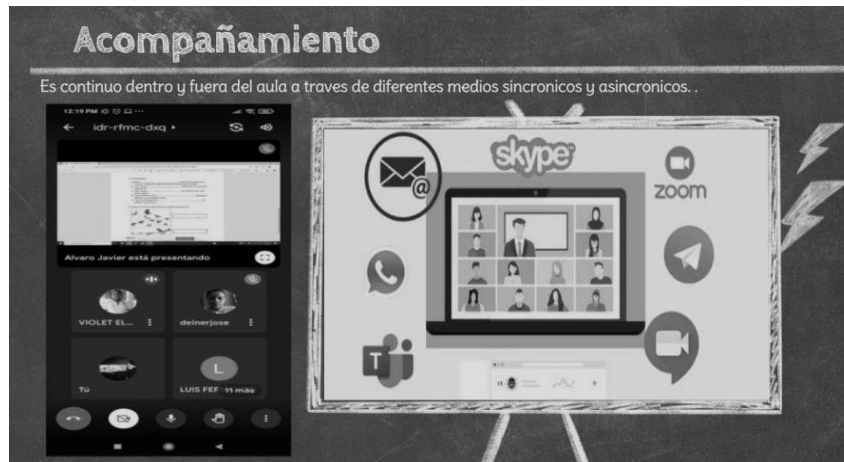 Acompañamiento
Es continuo dentro y fuera del aula a traves de diferentes medios sincronicos y asincronicos. .
12:19 PM
idr-rfmc-dxq
Alvaro Javier está presentando
VIOLET EL...
deinerjose
Tú
L
LUIS FEF
11 más
@
skype
zoom
T